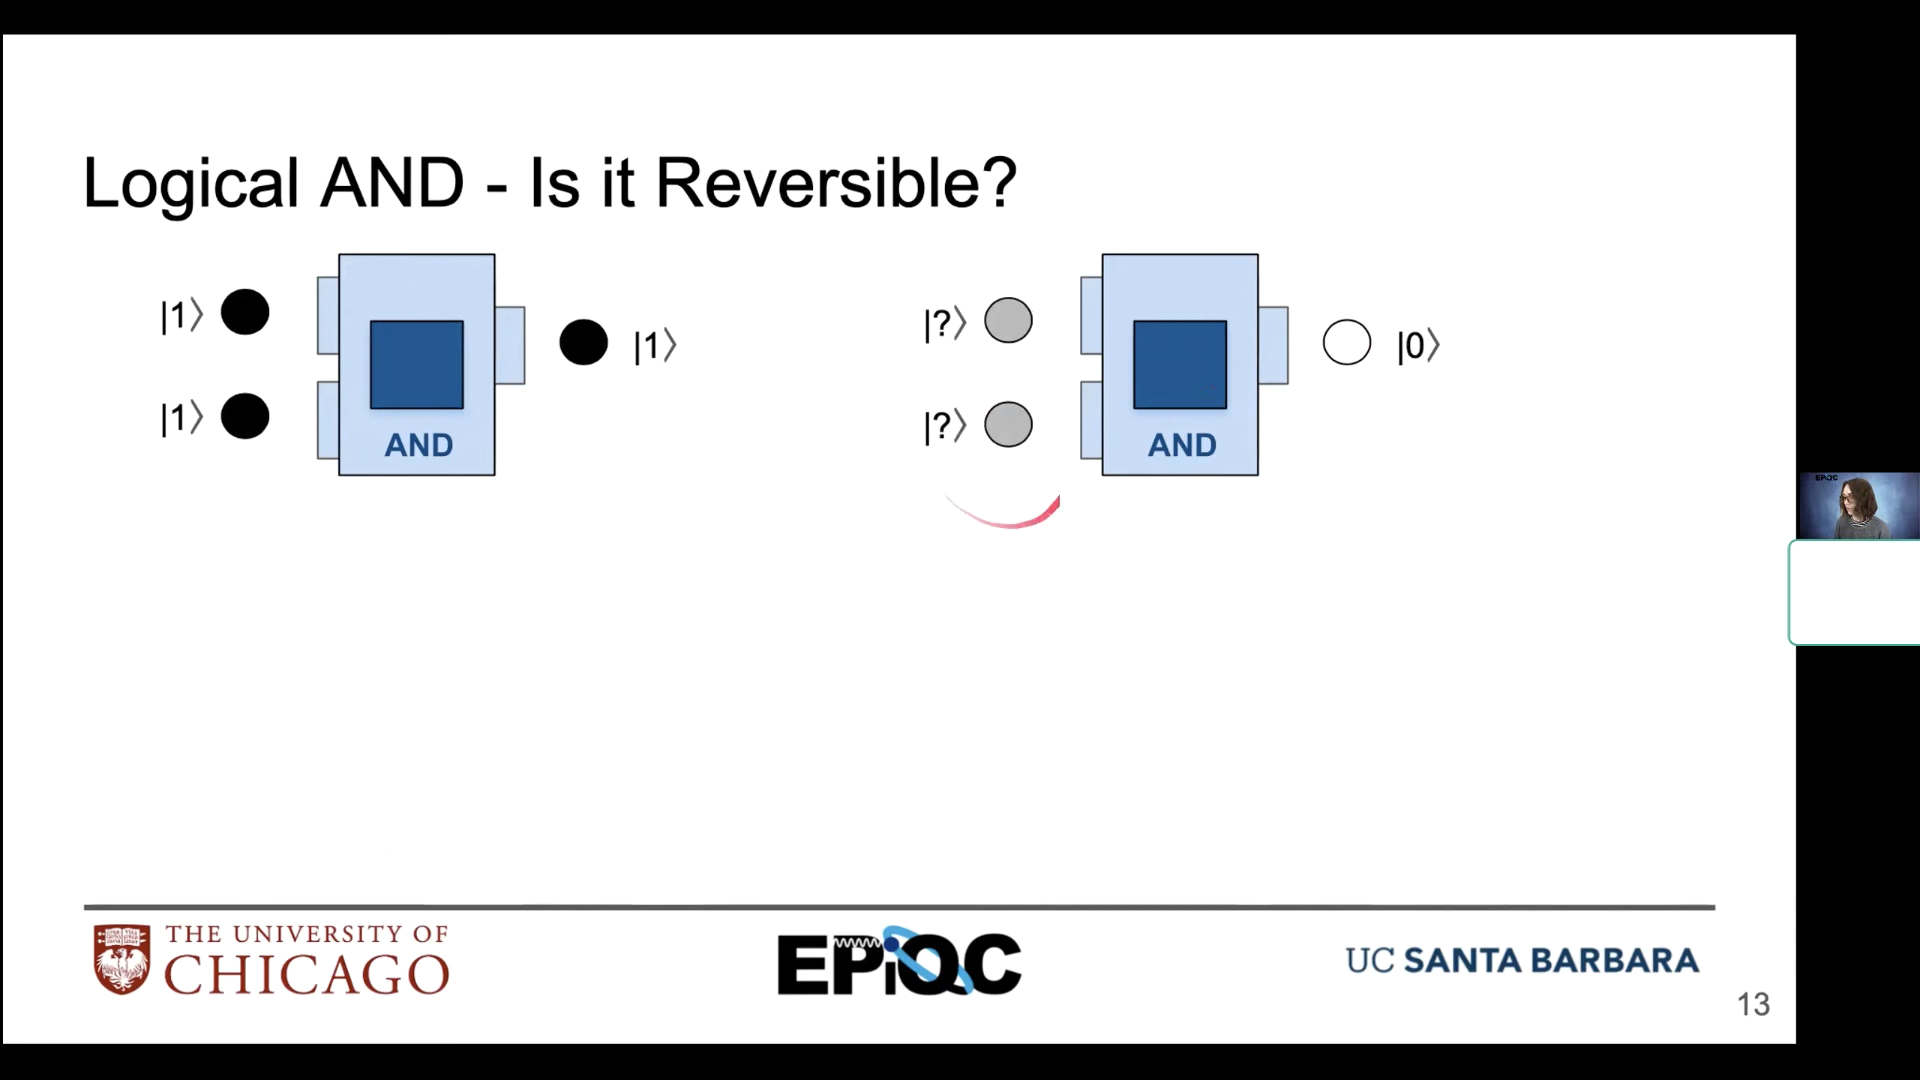 Logical AND - Is it Reversible?
|1⟩
|1⟩
AND
|1⟩
|?⟩
|?⟩
AND
|0⟩
EPiQC
THE UNIVERSITY OF
CHICAGO
EPiQC
UC SANTA BARBARA
13